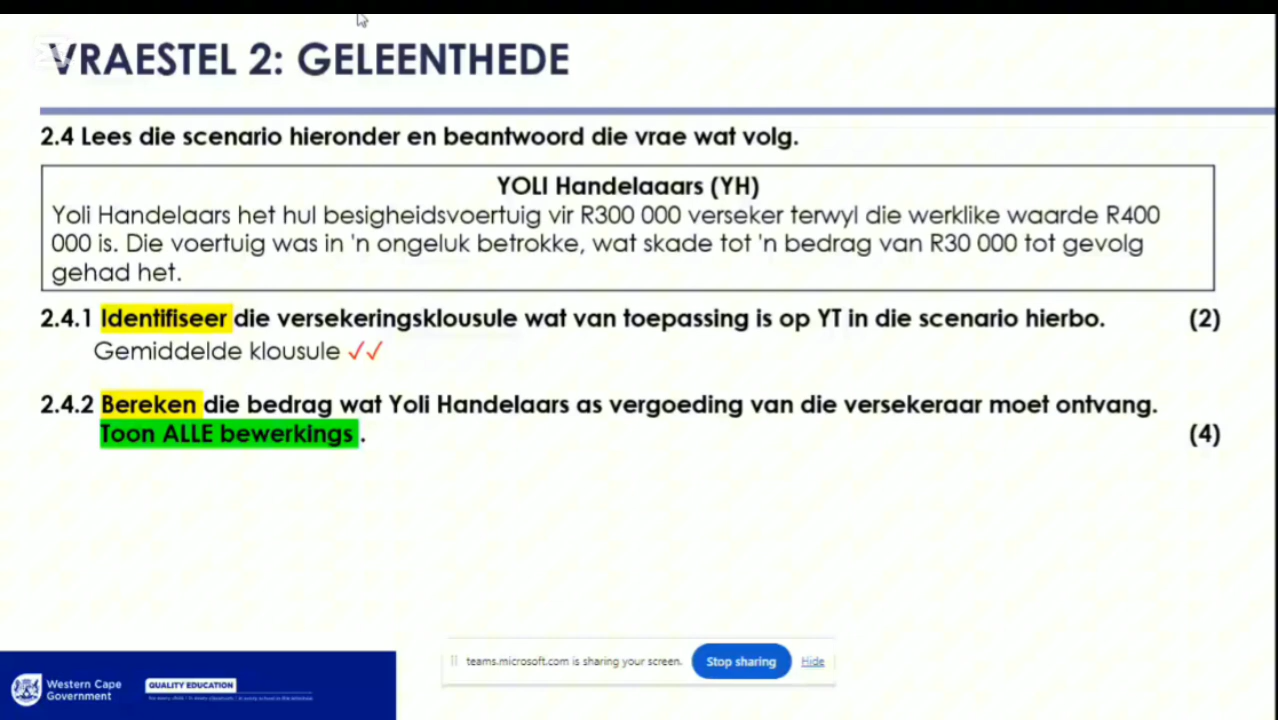 VRAESTEL 2: GELEENTHEDE
2.4 Lees die scenario hieronder en beantwoord die vrae wat volg.
YOLI Handelaaars (YH)
Yoli Handelaars het hul besigheidsvoertuig vir R300 000 verseker terwyl die werklike waarde R400
000 is. Die voertuig was in 'n ongeluk betrokke, wat skade tot 'n bedrag van R30 000 tot gevolg
gehad het.
2.4.1 Identifiseer die versekeringsklousule wat van toepassing is op YT in die scenario hierbo. (2)
Gemiddelde klousule ✓✓
2.4.2 Bereken die bedrag wat Yoli Handelaars as vergoeding van die versekeraar moet ontvang.
Toon ALLE bewerkings . (4)
teams.microsoft.com is sharing your screen. Stop sharing Hide
Western Cape
Government
QUALITY EDUCATION